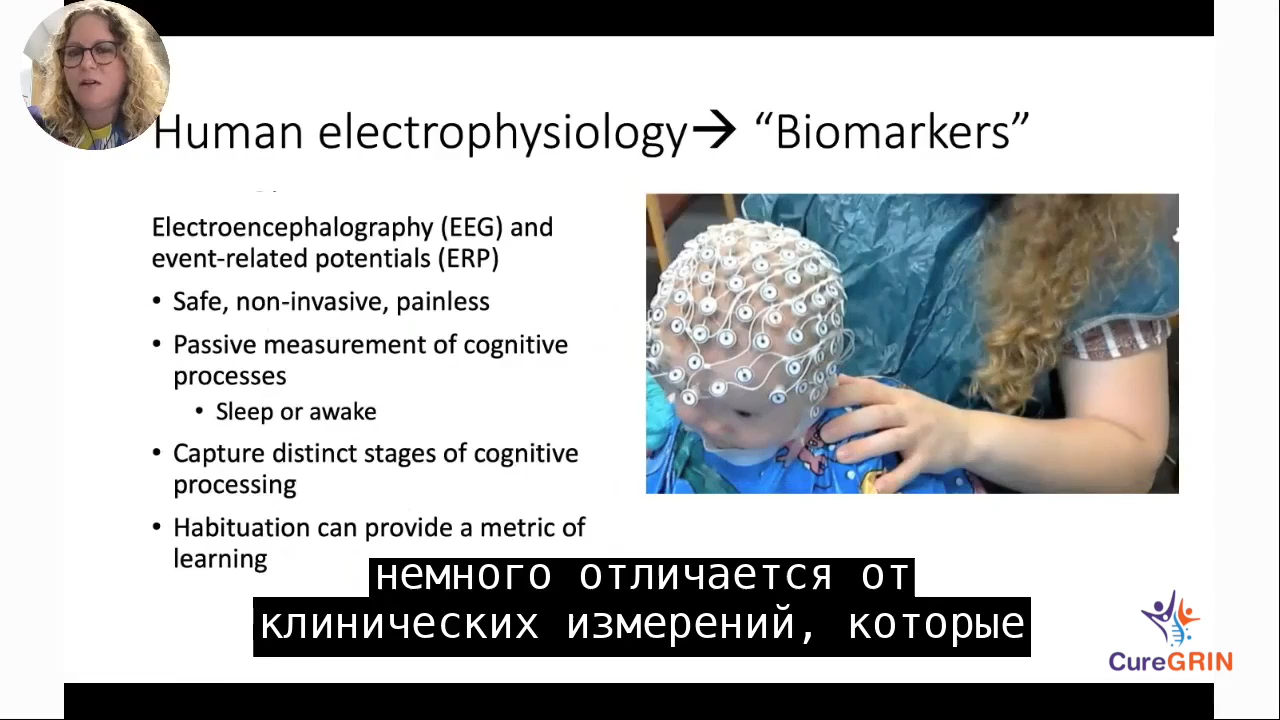 Human electrophysiology→ “Biomarkers”
Electroencephalography (EEG) and
event-related potentials (ERP)
• Safe, non-invasive, painless
• Passive measurement of cognitive
processes
• Sleep or awake
• Capture distinct stages of cognitive
processing
• Habituation can provide a metric of
learning
немного отличается от
клинических измерений, которые
CureGRIN